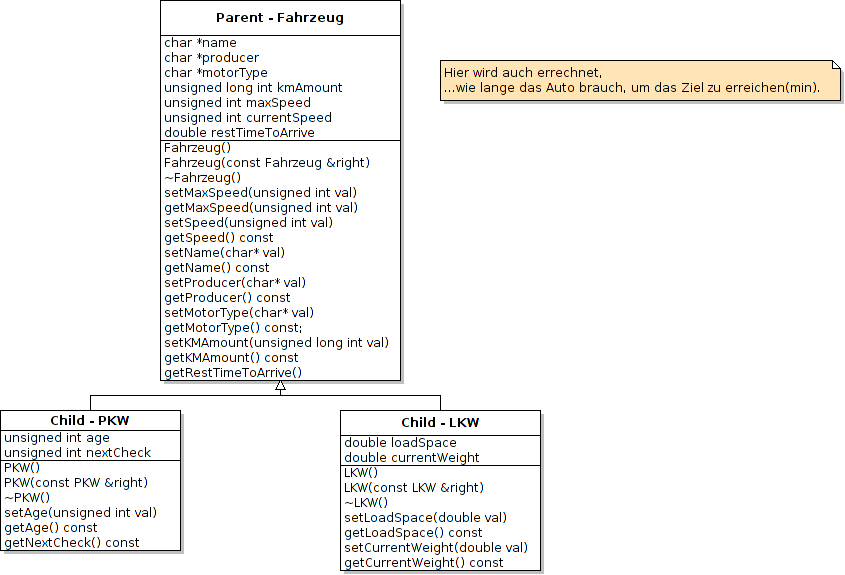 Parent - Fahrzeug
char *name
char *producer
char *motorType
unsigned long int kmAmount
unsigned int maxSpeed
unsigned int currentSpeed
double restTimeToArrive
Fahrzeug()
Fahrzeug(const Fahrzeug &right)
~Fahrzeug()
setMaxSpeed(unsigned int val)
getMaxSpeed(unsigned int val)
setSpeed(unsigned int val)
getSpeed() const
setName(char* val)
getName() const
setProducer(char* val)
getProducer() const
setMotorType(char* val)
getMotorType() const;
setKMAmount(unsigned long int val)
getKMAmount() const
getRestTimeToArrive()
Hier wird auch errechnet,
...wie lange das Auto brauch, um das Ziel zu erreichen(min).
Child - PKW
unsigned int age
unsigned int nextCheck
PKW()
PKW(const PKW &right)
~PKW()
setAge(unsigned int val)
getAge() const
getNextCheck() const
Child - LKW
double loadSpace
double currentWeight
LKW()
LKW(const LKW &right)
~LKW()
setLoadSpace(double val)
getLoadSpace() const
setCurrentWeight(double val)
getCurrentWeight() const